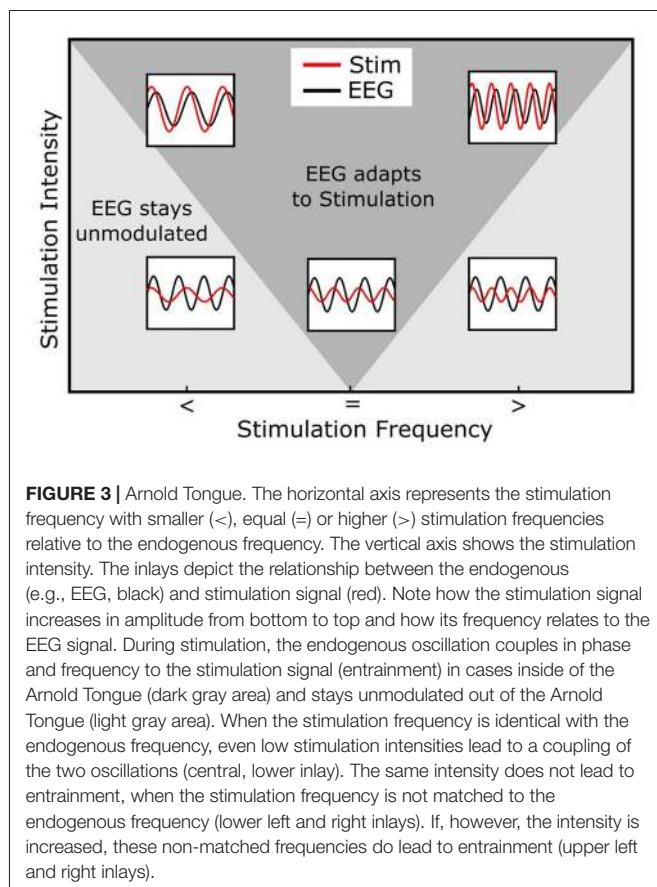 Stim
EEG
EEG adapts
to Stimulation
EEG stays
unmodulated
Stimulation Intensity
< = >
Stimulation Frequency
FIGURE 3 | Arnold Tongue. The horizontal axis represents the stimulation
frequency with smaller (<), equal (=) or higher (>) stimulation frequencies
relative to the endogenous frequency. The vertical axis shows the stimulation
intensity. The inlays depict the relationship between the endogenous
(e.g., EEG, black) and stimulation signal (red). Note how the stimulation signal
increases in amplitude from bottom to top and how its frequency relates to the
EEG signal. During stimulation, the endogenous oscillation couples in phase
and frequency to the stimulation signal (entrainment) in cases inside of the
Arnold Tongue (dark gray area) and stays unmodulated out of the Arnold
Tongue (light gray area). When the stimulation frequency is identical with the
endogenous frequency, even low stimulation intensities lead to a coupling of
the two oscillations (central, lower inlay). The same intensity does not lead to
entrainment, when the stimulation frequency is not matched to the
endogenous frequency (lower left and right inlays). If, however, the intensity is
increased, these non-matched frequencies do lead to entrainment (upper left
and right inlays).